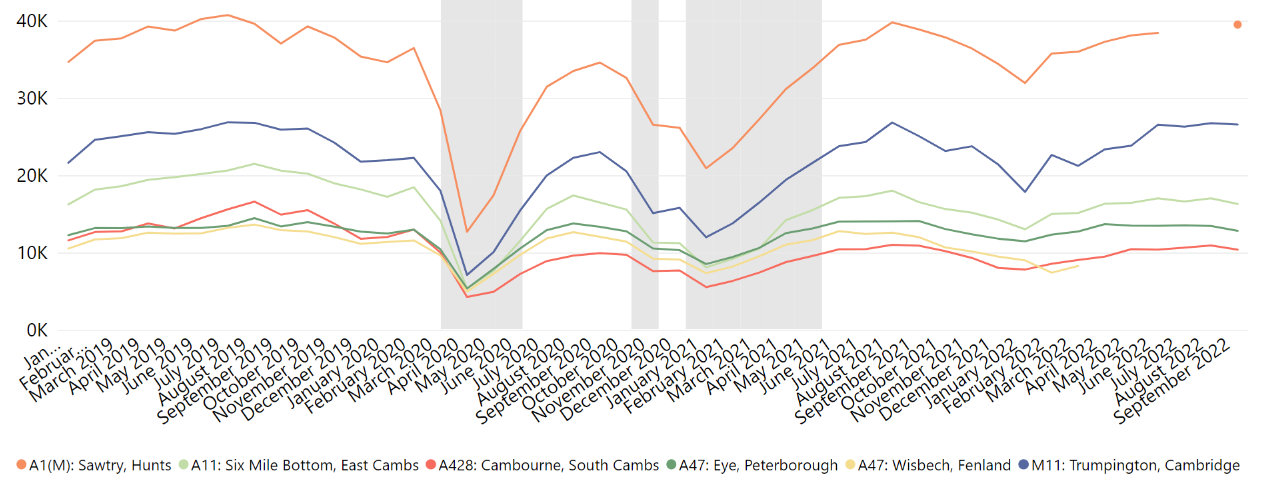 40K
30K
20K
10K
0K
Jan...
Februar...
March 2019
April 2019
May 2019
June 2019
July 2019
August 2019
September 2019
October 2019
November 2019
December 2019
January 2020
February 2020
March 2020
April 2020
May 2020
June 2020
July 2020
August 2020
September 2020
October 2020
November 2020
December 2020
January 2021
February 2021
March 2021
April 2021
May 2021
June 2021
July 2021
August 2021
September 2021
October 2021
November 2021
December 2021
January 2022
February 2022
March 2022
April 2022
May 2022
June 2022
July 2022
August 2022
September 2022
A1(M): Sawtry, Hunts A11: Six Mile Bottom, East Cambs A428: Cambourne, South Cambs A47: Eye, Peterborough A47: Wisbech, Fenland M11: Trumpington, Cambridge